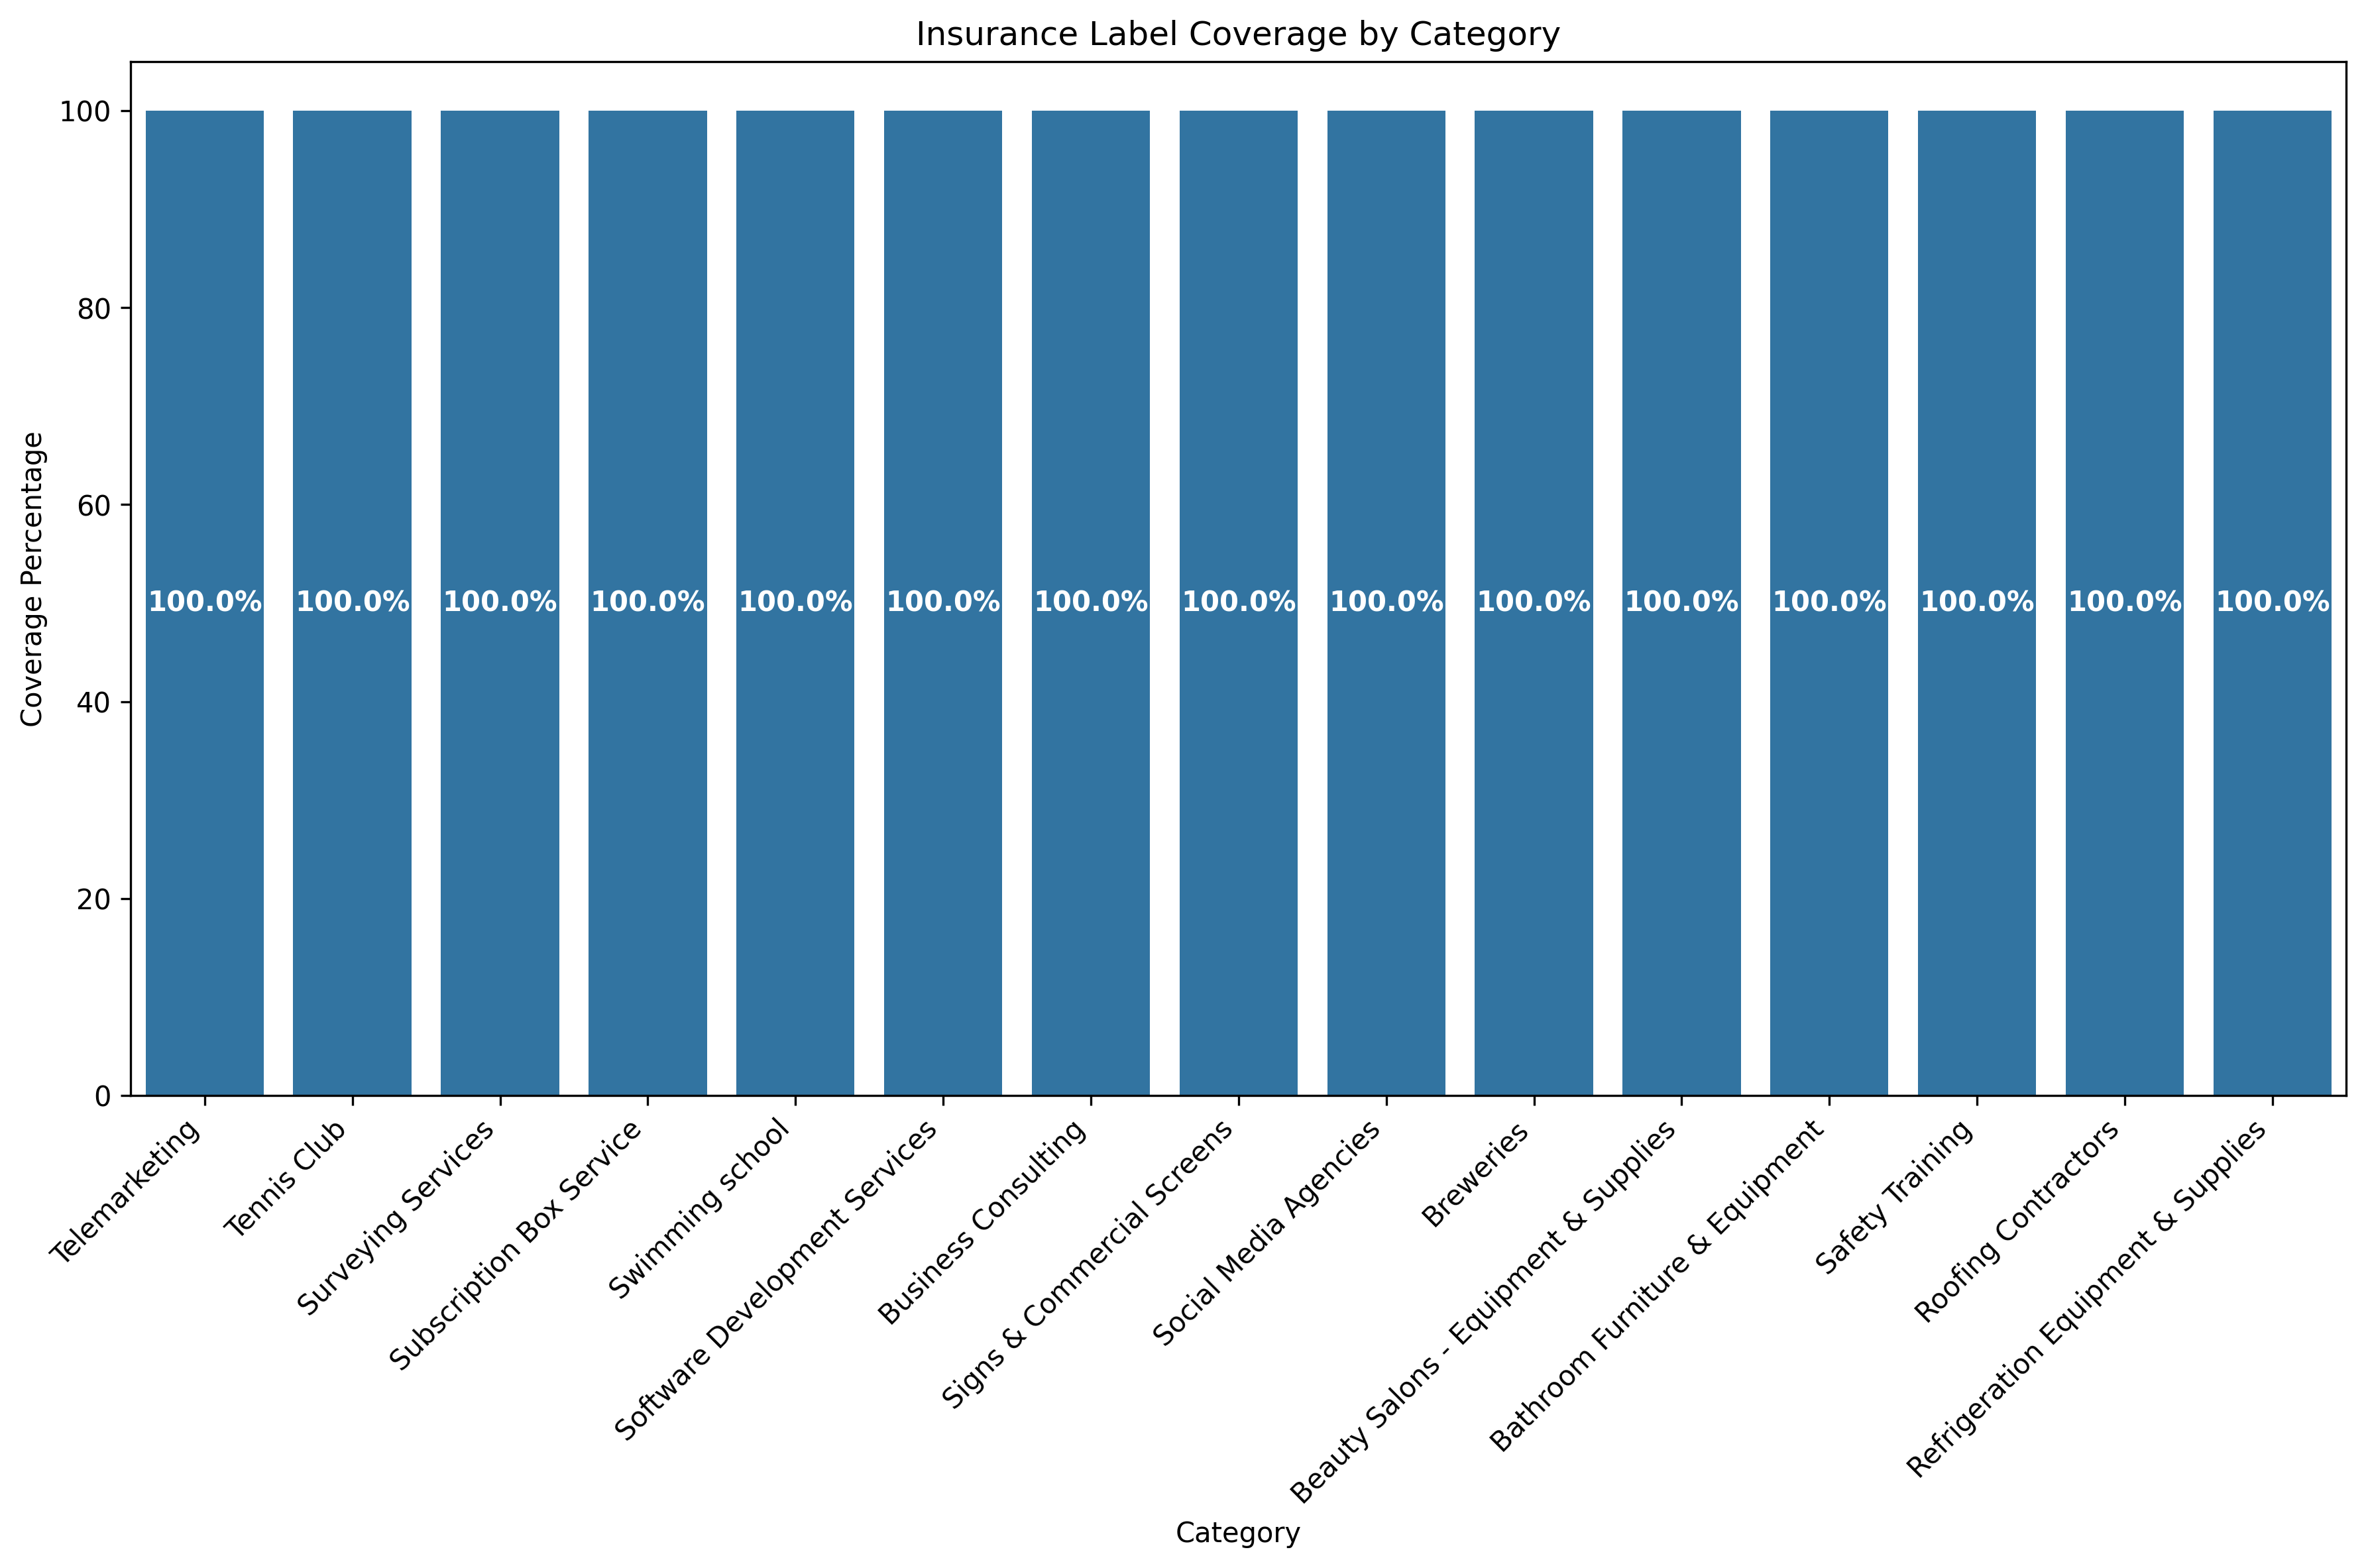 Insurance Label Coverage by Category
Coverage Percentage
100
80
60
40
20
0
100.0% 100.0% 100.0% 100.0% 100.0% 100.0% 100.0% 100.0% 100.0% 100.0% 100.0% 100.0% 100.0% 100.0% 100.0%
Telemarketing
Tennis Club
Surveying Services
Subscription Box Service
Swimming school
Software Development Services
Business Consulting
Signs & Commercial Screens
Social Media Agencies
Breweries
Beauty Salons - Equipment & Supplies
Bathroom Furniture & Equipment
Safety Training
Roofing Contractors
Refrigeration Equipment & Supplies
Category